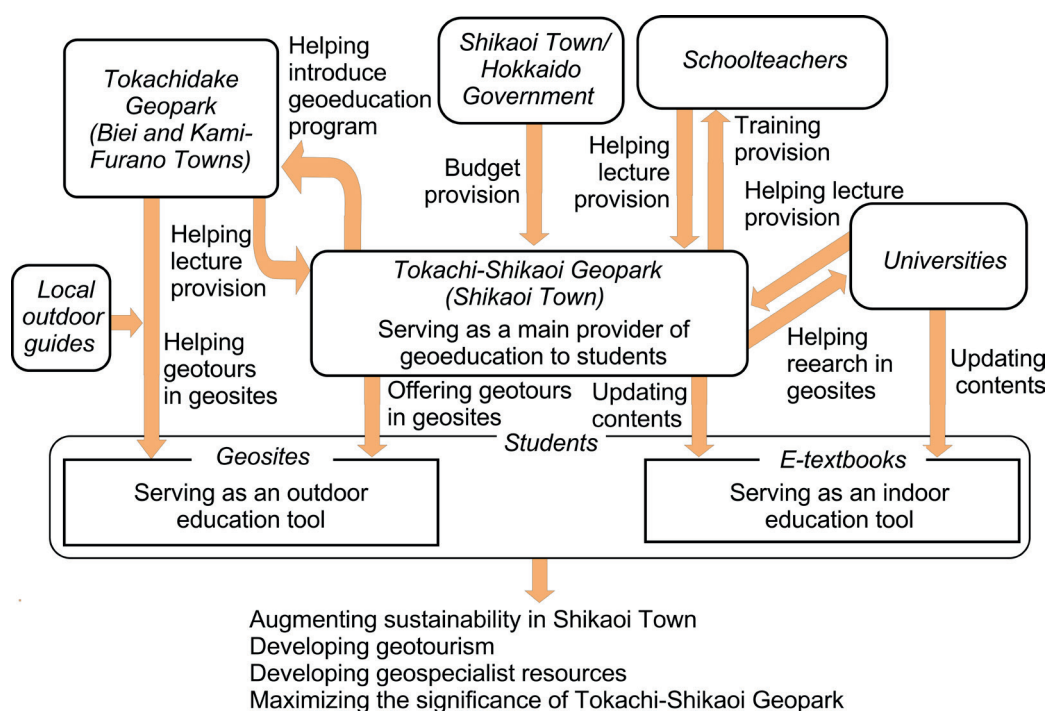 Tokachidake
Geopark
(Biei and Kami-
Furano Towns)
Helping
introduce
geoeducation
program
Shikaoi Town/
Hokkaido
Government
Schoolteachers
Budget
provision
Helping
lecture
provision
Training
provision
Helping lecture
provision
Universities
Local
outdoor
guides
Helping
lecture
provision
Tokachi-Shikaoi Geopark
(Shikaoi Town)
Serving as a main provider of
geoeducation to students
Helping
geotours
in geosites
Offering geotours
in geosites
Updating
contents
Helping
reearch in
geosites
Updating
contents
Students
Geosites
Serving as an outdoor
education tool
E-textbooks
Serving as an indoor
education tool
Augmenting sustainability in Shikaoi Town
Developing geotourism
Developing geospecialist resources
Maximizing the significance of Tokachi-Shikaoi Geopark